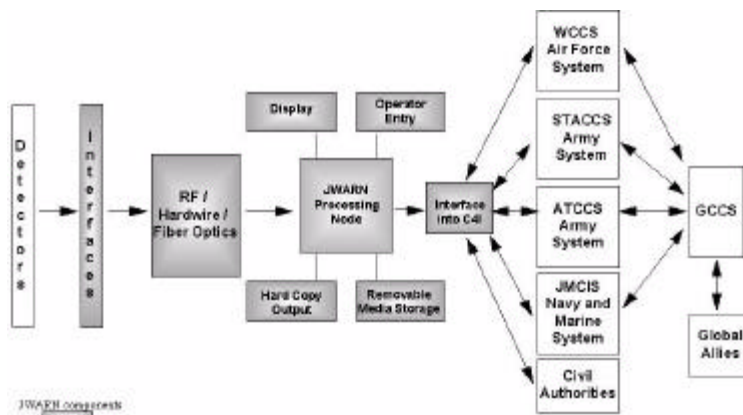 Detectors
Interfaces
RF /
Hardwire /
Fiber Optics
Display
Operator
Entry
JWARN
Processing
Node
Hard Copy
Output
Removable
Media Storage
Interface
into C4I
WCCS
Air Force
System
STACCS
Army
System
ATCCS
Army
System
JMCIS
Navy and
Marine
System
Civil
Authorities
GCCS
Global
Allies
JWARN components